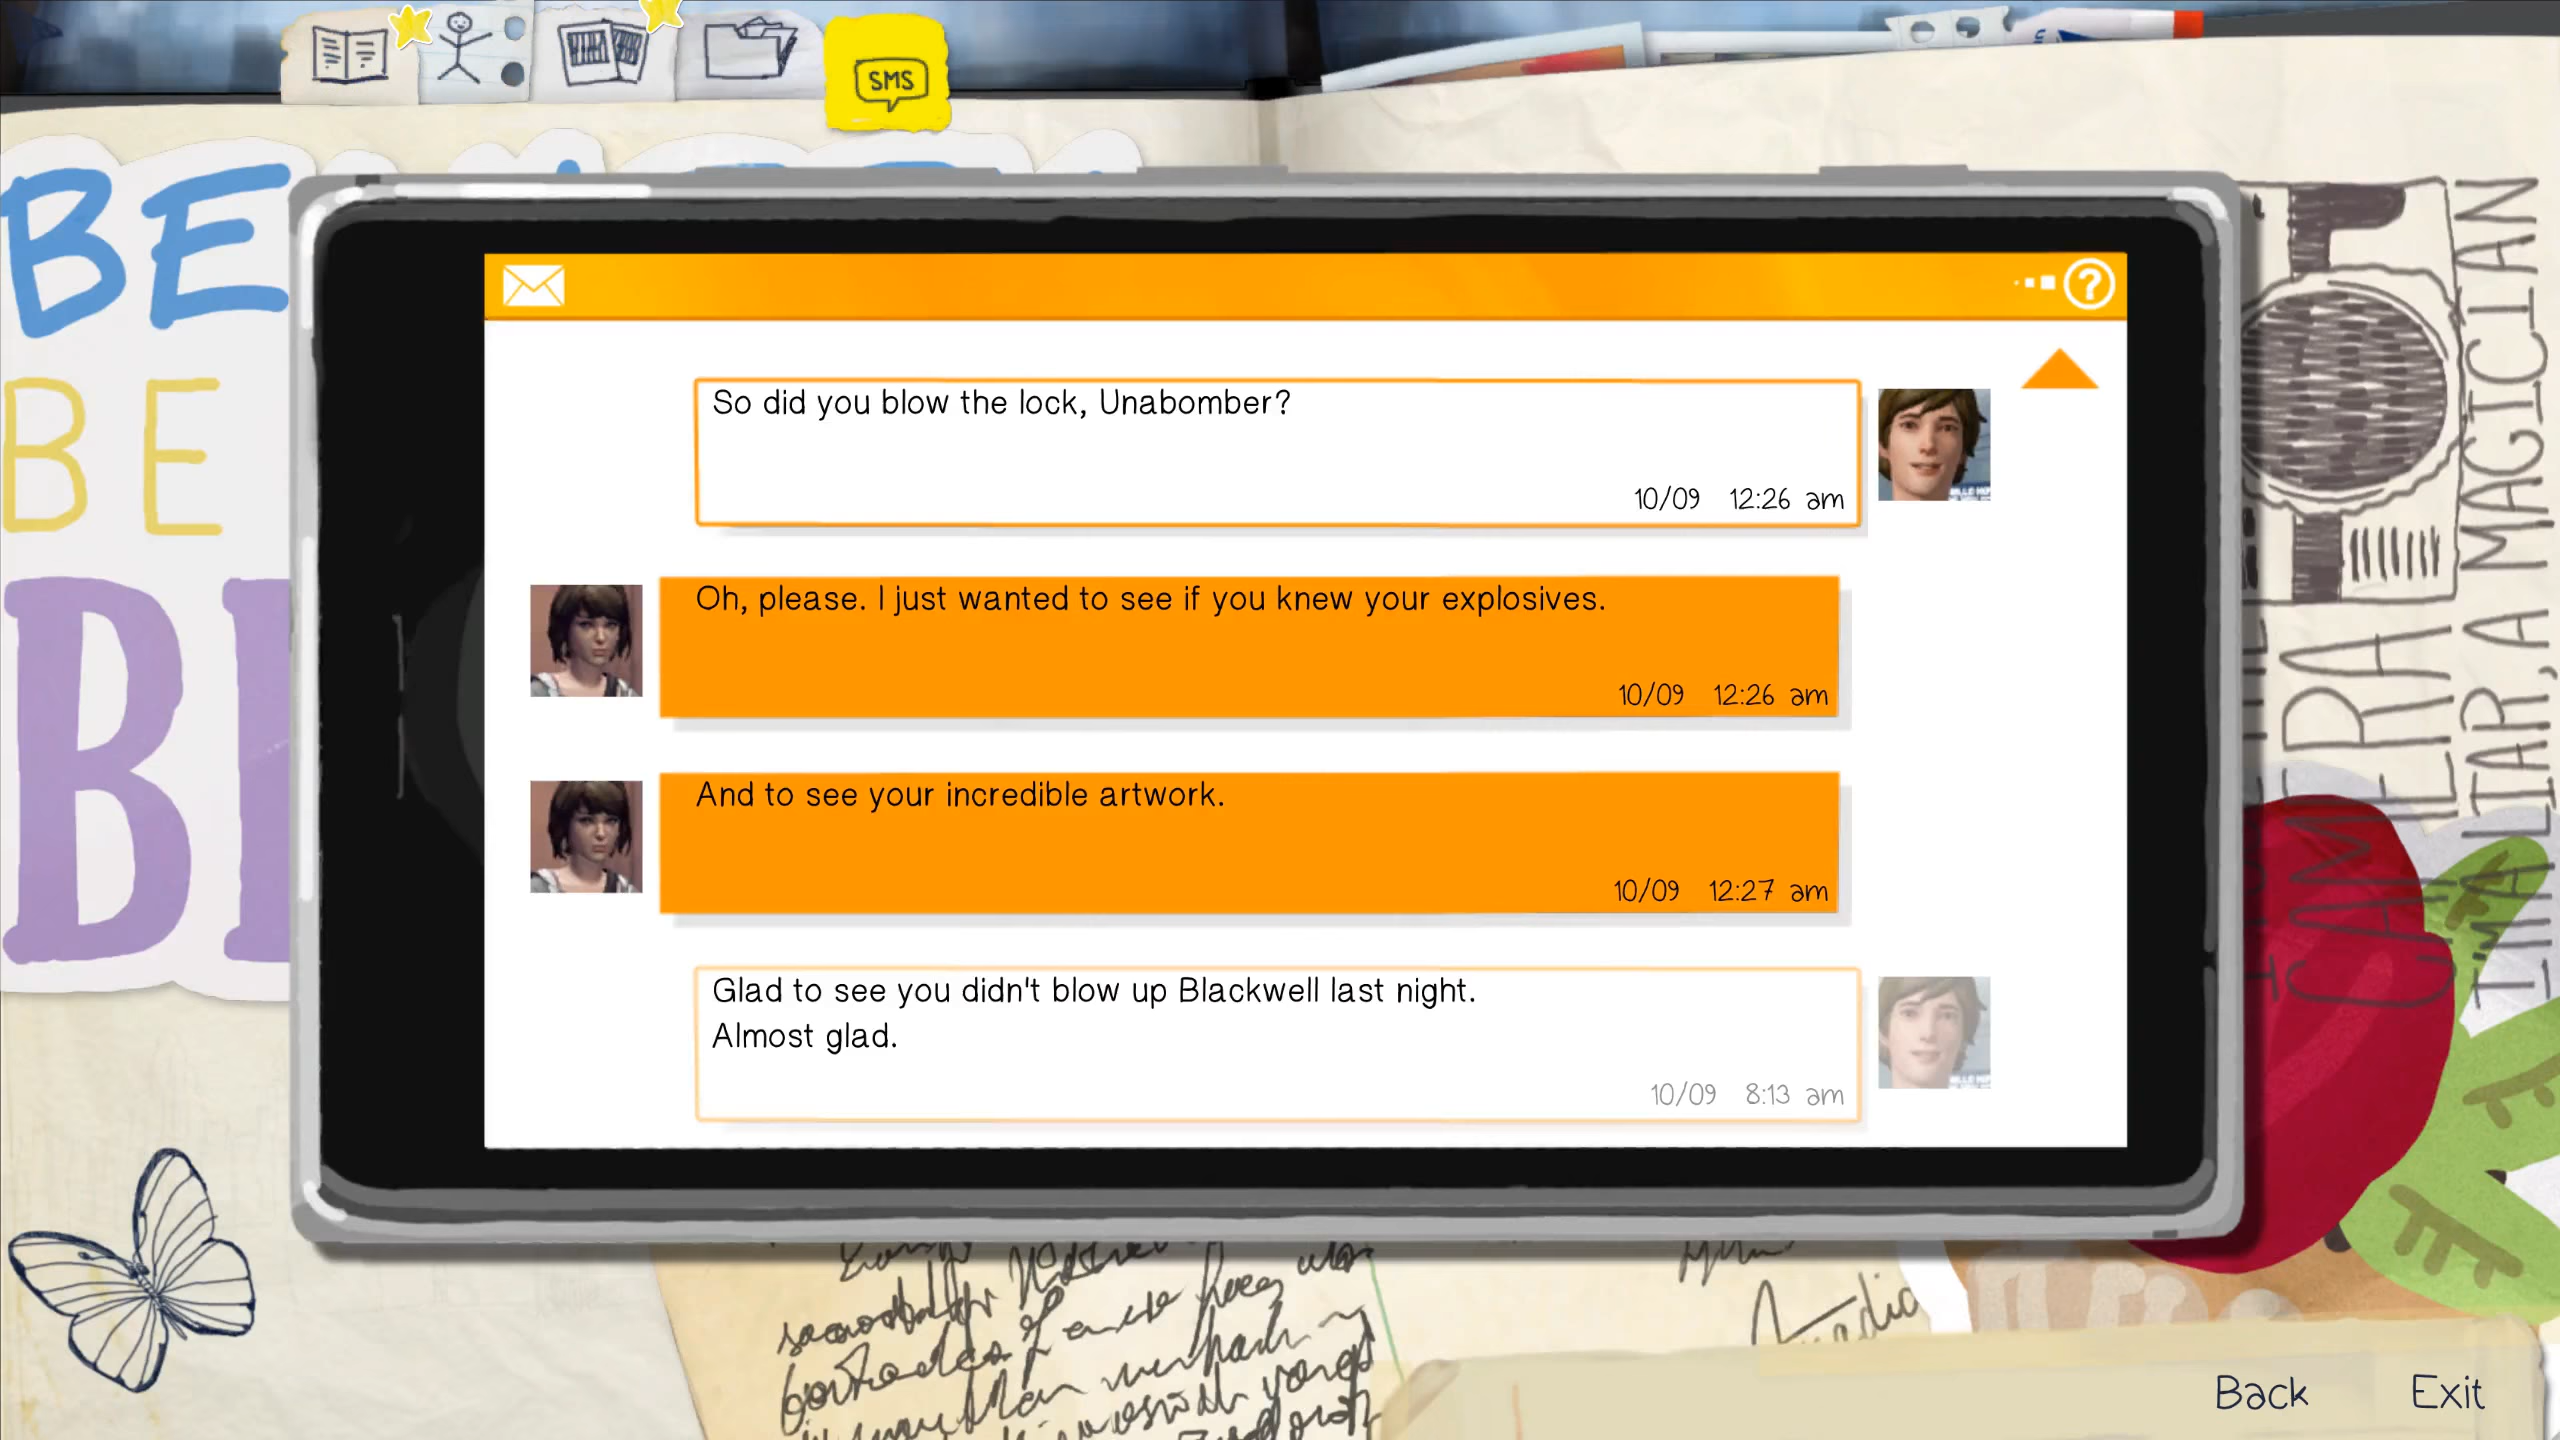 SMS
BE
BE
So did you blow the lock, Unabomber?
10/09 12:26 am
Oh, please. I just wanted to see if you knew your explosives.
10/09 12:26 am
And to see your incredible artwork.
10/09 12:27 am
Glad to see you didn't blow up Blackwell last night.
Almost glad.
10/09 8:13 am
CAMERA
I'M A LIAR, A MAGICIAN
Back
Exit